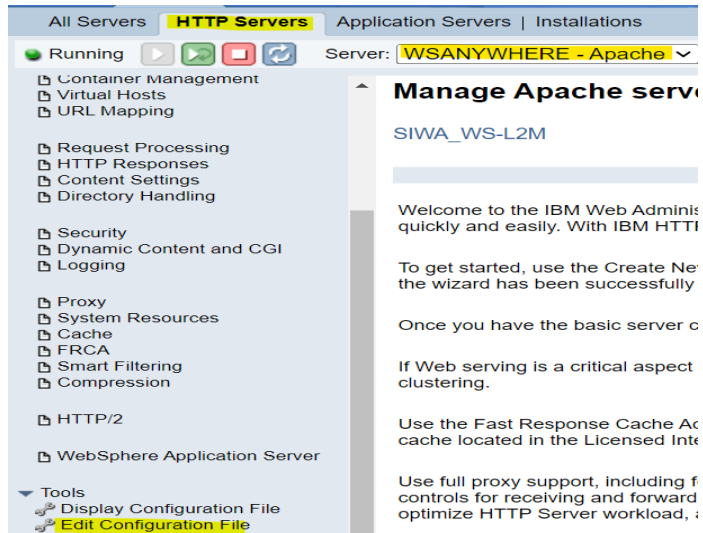 All Servers HTTP Servers Application Servers | Installations
Running Server: WSANYWHERE - Apache
Container Management
Virtual Hosts
URL Mapping
Request Processing
HTTP Responses
Content Settings
Directory Handling
Security
Dynamic Content and CGI
Logging
Proxy
System Resources
Cache
FRCA
Smart Filtering
Compression
HTTP/2
WebSphere Application Server
Tools
Display Configuration File
Edit Configuration File
Manage Apache serv
SIWA_WS-L2M
Welcome to the IBM Web Adminis
quickly and easily. With IBM HTT
To get started, use the Create Ne
the wizard has been successfully
Once you have the basic server c
If Web serving is a critical aspect
clustering.
Use the Fast Response Cache Ac
cache located in the Licensed Inte
Use full proxy support, including f
controls for receiving and forward
optimize HTTP Server workload,